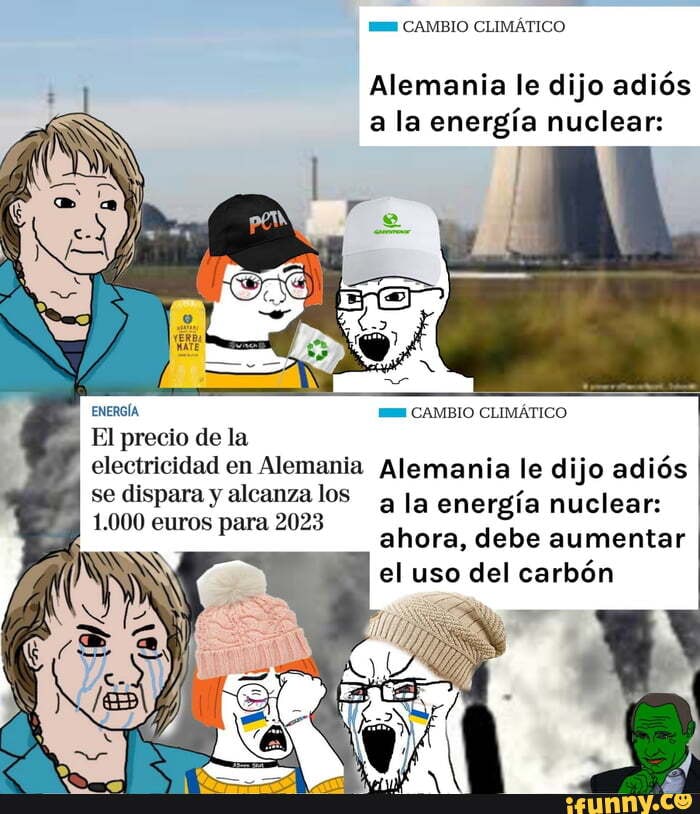 CAMBIO CLIMÁTICO
Alemania le dijo adiós
a la energía nuclear:
PETA
GREENPEACE
YERBA
MATE
ENERGÍA
El precio de la
electricidad en Alemania
se dispara y alcanza los
1.000 euros para 2023
CAMBIO CLIMÁTICO
Alemania le dijo adiós
a la energía nuclear:
ahora, debe aumentar
el uso del carbón
ifunny.co